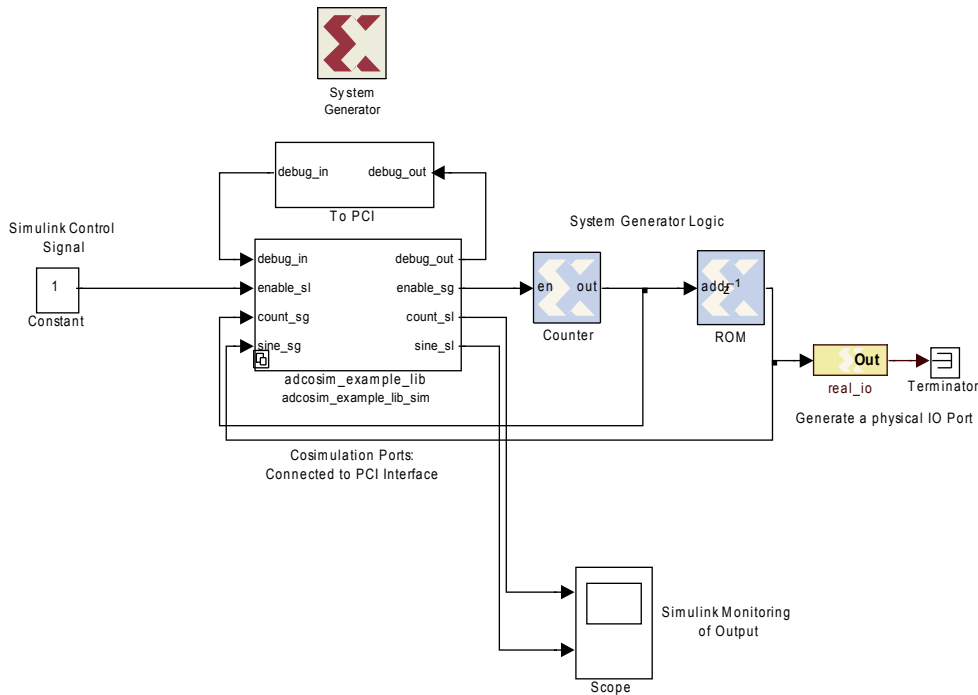 System
Generator
debug_in
debug_out
To PCI
System Generator Logic
Simulink Control
Signal
1
Constant
debug_in
debug_out
enable_sl
enable_sg
count_sg
count_sl
sine_sg
sine_sl
adcosim_example_lib
adcosim_example_lib_sim
en
out
Counter
addr
z-1
ROM
Out
real_io
Terminator
Generate a physical IO Port
Cosimulation Ports:
Connected to PCI Interface
Simulink Monitoring
of Output
Scope